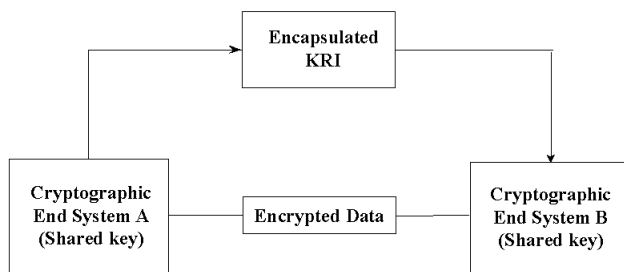 Encapsulated
KRI
Cryptographic
End System A
(Shared key)
Encrypted Data
Cryptographic
End System B
(Shared key)